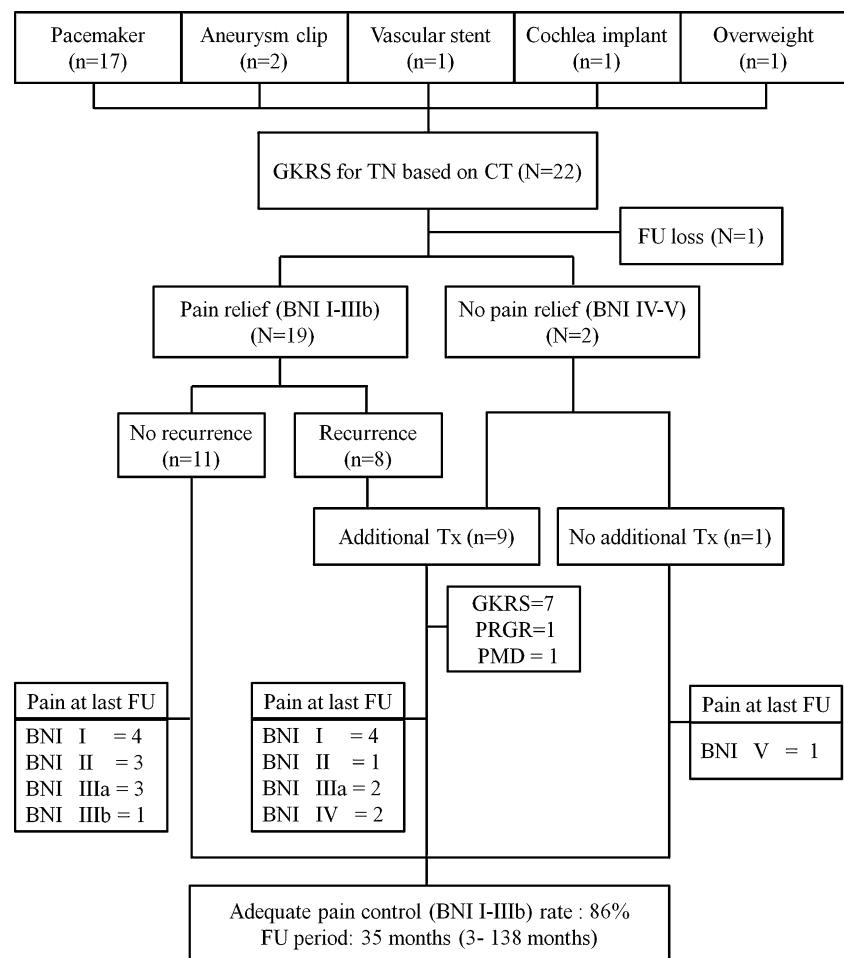 Pacemaker
(n=17)
Aneurysm clip
(n=2)
Vascular stent
(n=1)
Cochlea implant
(n=1)
Overweight
(n=1)
GKRS for TN based on CT (N=22)
FU loss (N=1)
Pain relief (BNI I-IIIb)
(N=19)
No pain relief (BNI IV-V)
(N=2)
No recurrence
(n=11)
Recurrence
(n=8)
Additional Tx (n=9)
No additional Tx (n=1)
GKRS=7
PRGR=1
PMD = 1
Pain at last FU
BNI I = 4
BNI II = 3
BNI IIIa = 3
BNI IIIb = 1
Pain at last FU
BNI I = 4
BNI II = 1
BNI IIIa = 2
BNI IV = 2
Pain at last FU
BNI V = 1
Adequate pain control (BNI I-IIIb) rate : 86%
FU period: 35 months (3- 138 months)